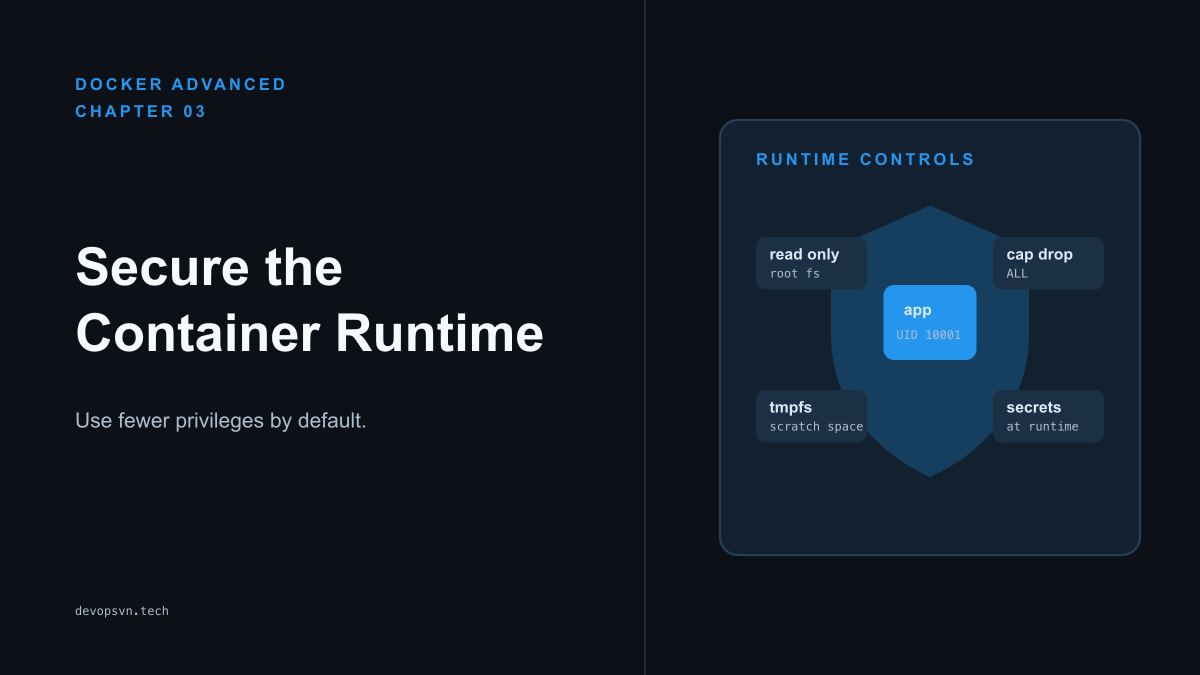 DOCKER ADVANCED
CHAPTER 03
Secure the
Container Runtime
Use fewer privileges by default.
devopsvn.tech
RUNTIME CONTROLS
read only
root fs
cap drop
ALL
app
UID 10001
tmpfs
scratch space
secrets
at runtime